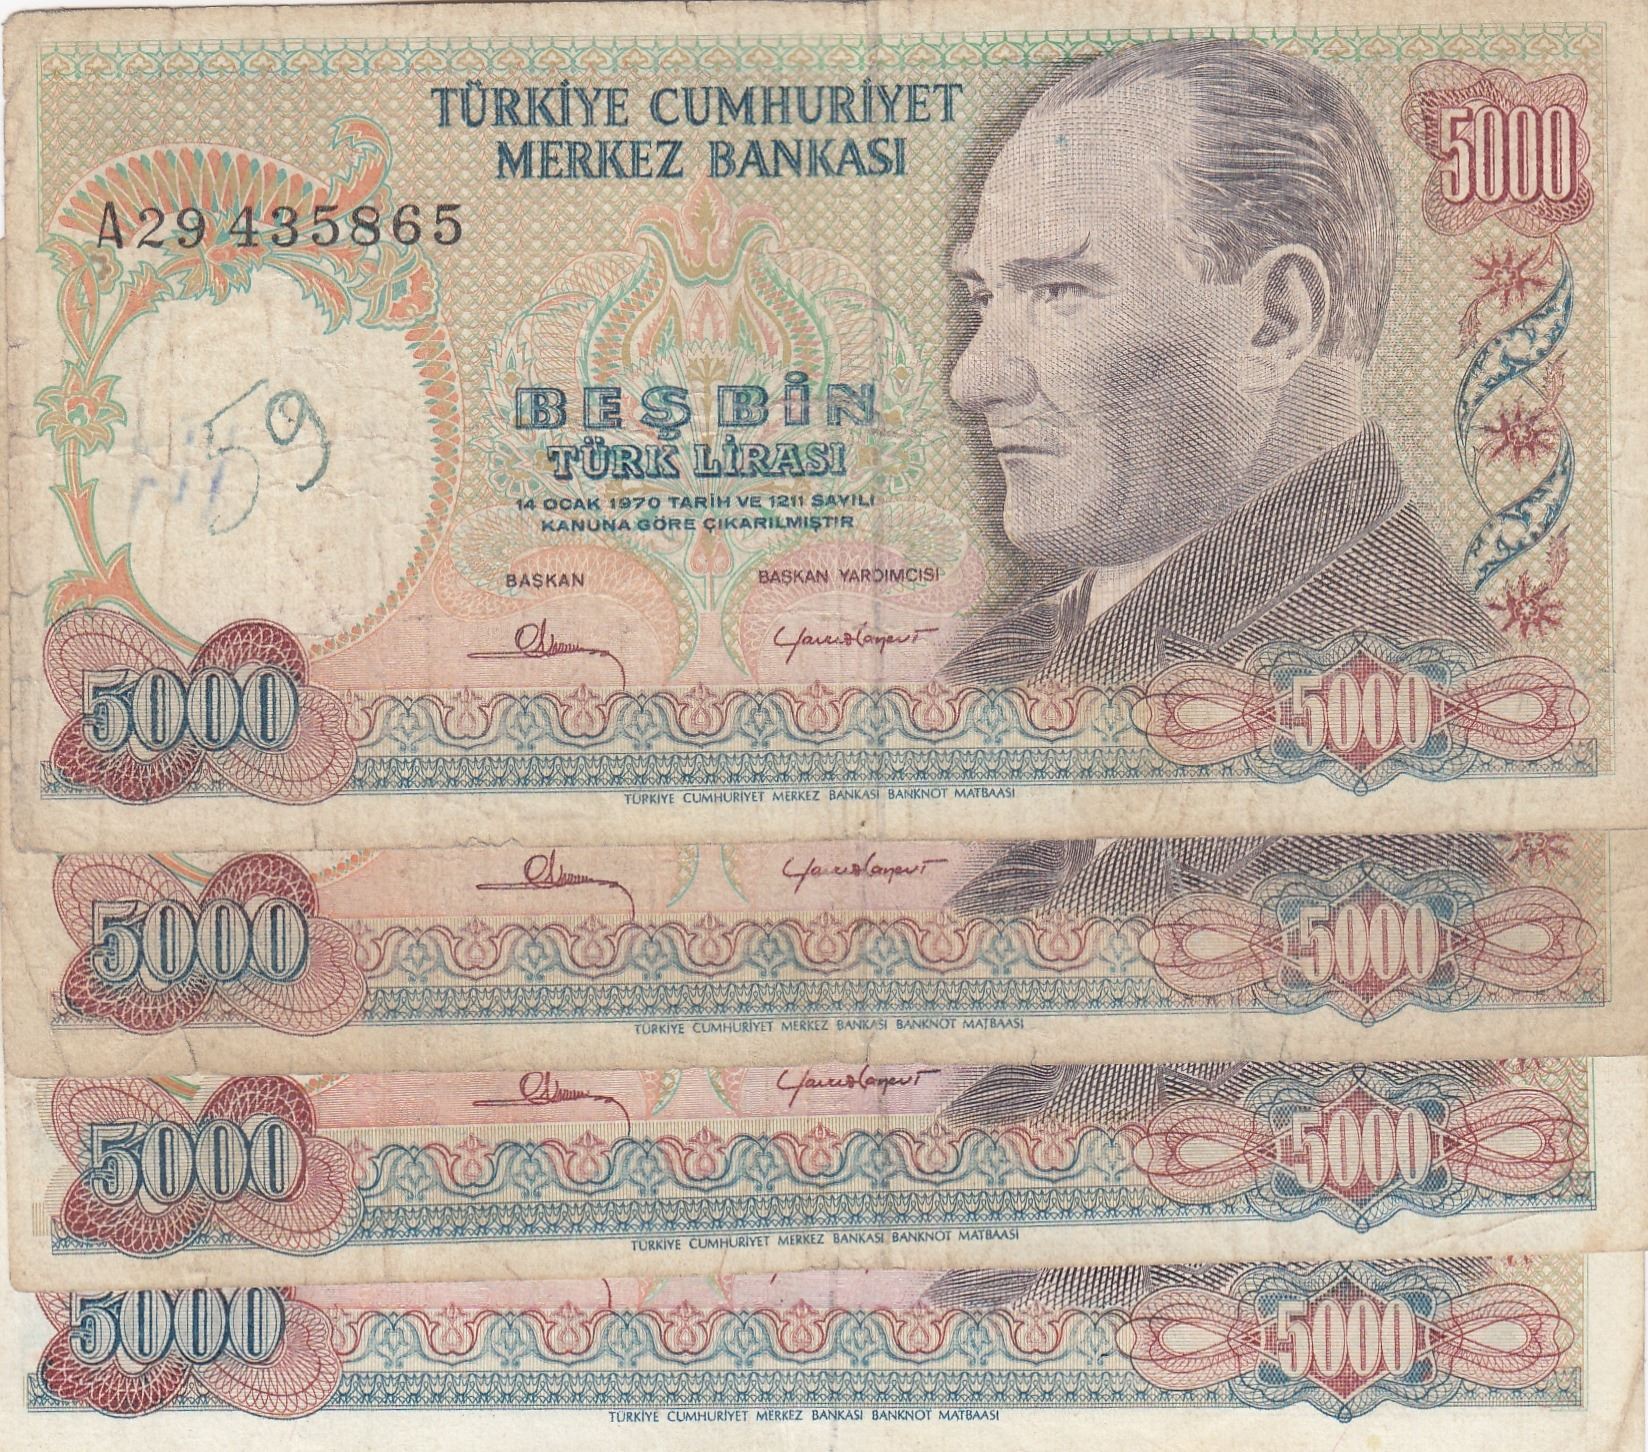 TÜRKİYE CUMHURİYET
MERKEZ BANKASI
5000
A29 435865
59
BEŞ BİN
TÜRK LİRASI
14 OCAK 1970 TARİH VE 1211 SAYILI
KANUNA GÖRE ÇIKARILMIŞTIR
BAŞKAN BAŞKAN YARDIMCISI
5000 5000
TÜRKİYE CUMHURİYET MERKEZ BANKASI BANKNOT MATBAASI
5000 5000
TÜRKİYE CUMHURİYET MERKEZ BANKASI BANKNOT MATBAASI
5000 5000
TÜRKİYE CUMHURİYET MERKEZ BANKASI BANKNOT MATBAASI
5000 5000
TÜRKİYE CUMHURİYET MERKEZ BANKASI BANKNOT MATBAASI